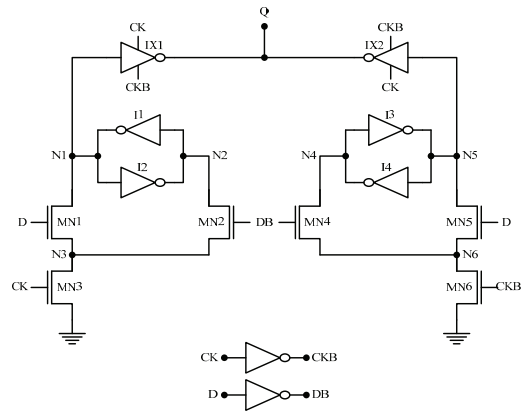 Q
CK CKB
IX1 IX2
CKB CK
I1 I3
N1 N2 N4 N5
I2 I4
D MN1 MN2 DB MN4 MN5 D
N3 N6
CK MN3 MN6 CKB
CK CKB
D DB